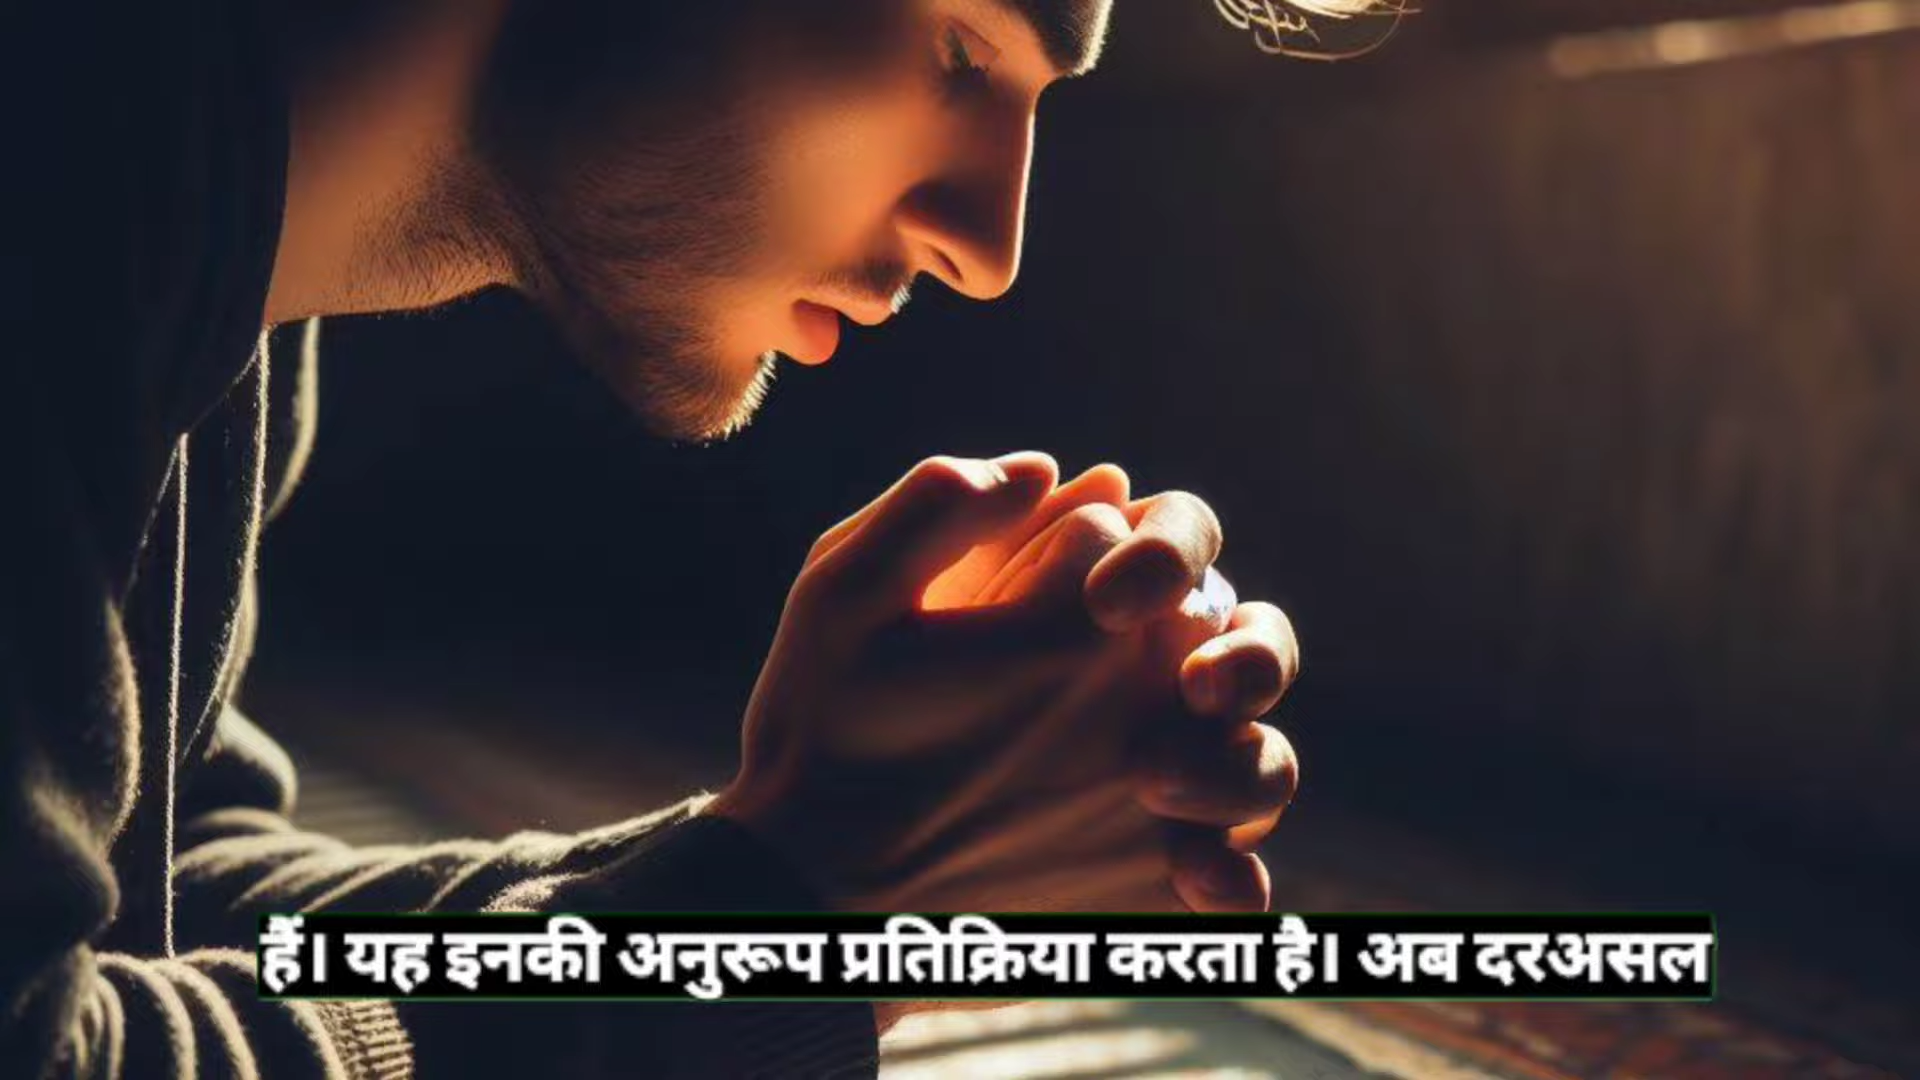 हैं। यह इनकी अनुरूप प्रतिक्रिया करता है। अब दरअसल